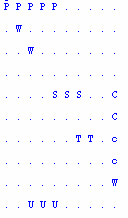 P P P P P . . . . .
. W . . . . . . . .
. . W . . . . . . .
. . . . . . . . . .
. . . . S S S . . C
. . . . . . . . . C
. . . . . . T T . c
. . . . . . . . . c
. . . . . . . . . W
. . U U U . . . . .